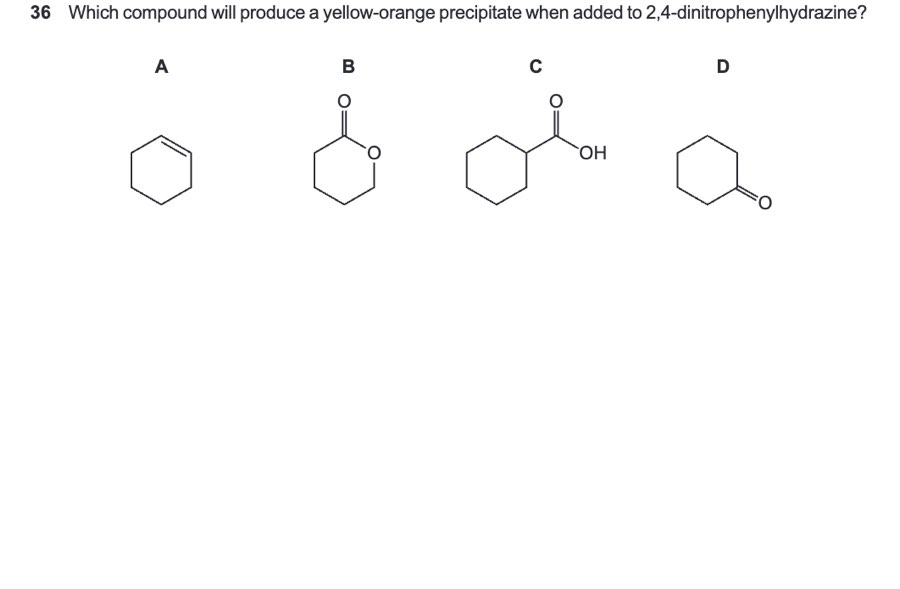 36 Which compound will produce a yellow-orange precipitate when added to 2,4-dinitrophenylhydrazine?
A B C D
O O
O OH
O